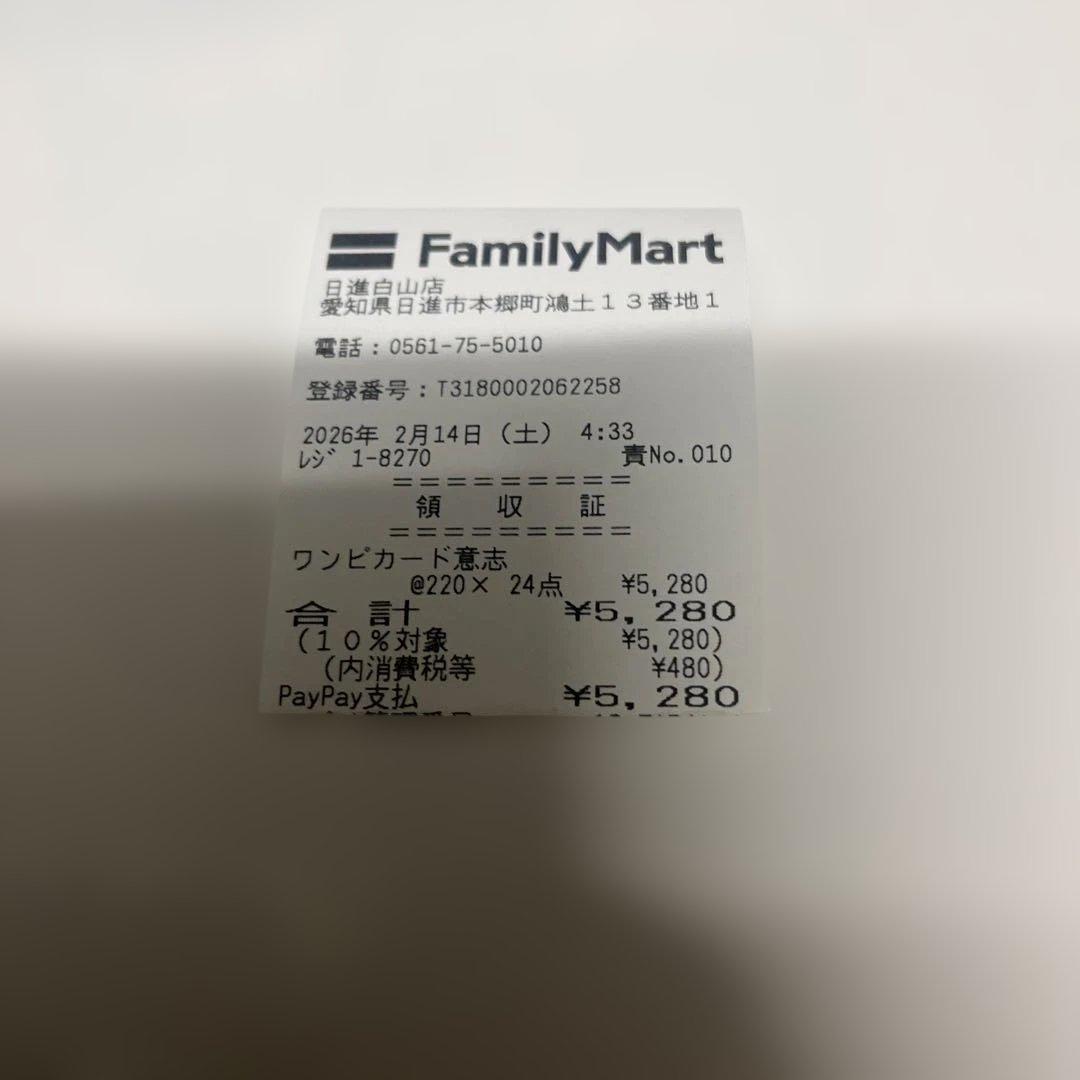 FamilyMart
日進白山店
愛知県日進市本郷町鴻土１３番地１
電話：0561-75-5010
登録番号：T3180002062258
2026年 2月14日（土） 4:33
ﾚｼﾞ 1-8270 責No.010
＝＝＝＝＝＝＝＝＝
領 収 証
＝＝＝＝＝＝＝＝＝
ワンピカード意志
@220× 24点 ¥5,280
合 計 ¥5,280
(１０％対象 ¥5,280)
(内消費税等 ¥480)
PayPay支払 ¥5,280